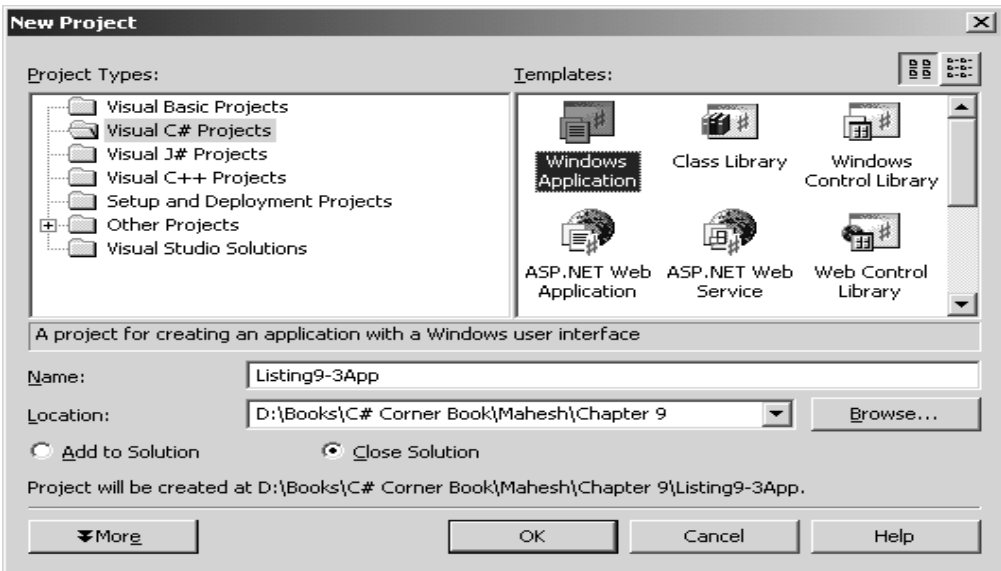 New Project
Project Types:
Templates:
Visual Basic Projects
Visual C# Projects
Visual J# Projects
Visual C++ Projects
Setup and Deployment Projects
Other Projects
Visual Studio Solutions
Windows
Application
Class Library
Windows
Control Library
ASP.NET Web
Application
ASP.NET Web
Service
Web Control
Library
A project for creating an application with a Windows user interface
Name:
Listing9-3App
Location:
D:\Books\C# Corner Book\Mahesh\Chapter 9
Browse...
Add to Solution
Close Solution
Project will be created at D:\Books\C# Corner Book\Mahesh\Chapter 9\Listing9-3App.
More
OK
Cancel
Help